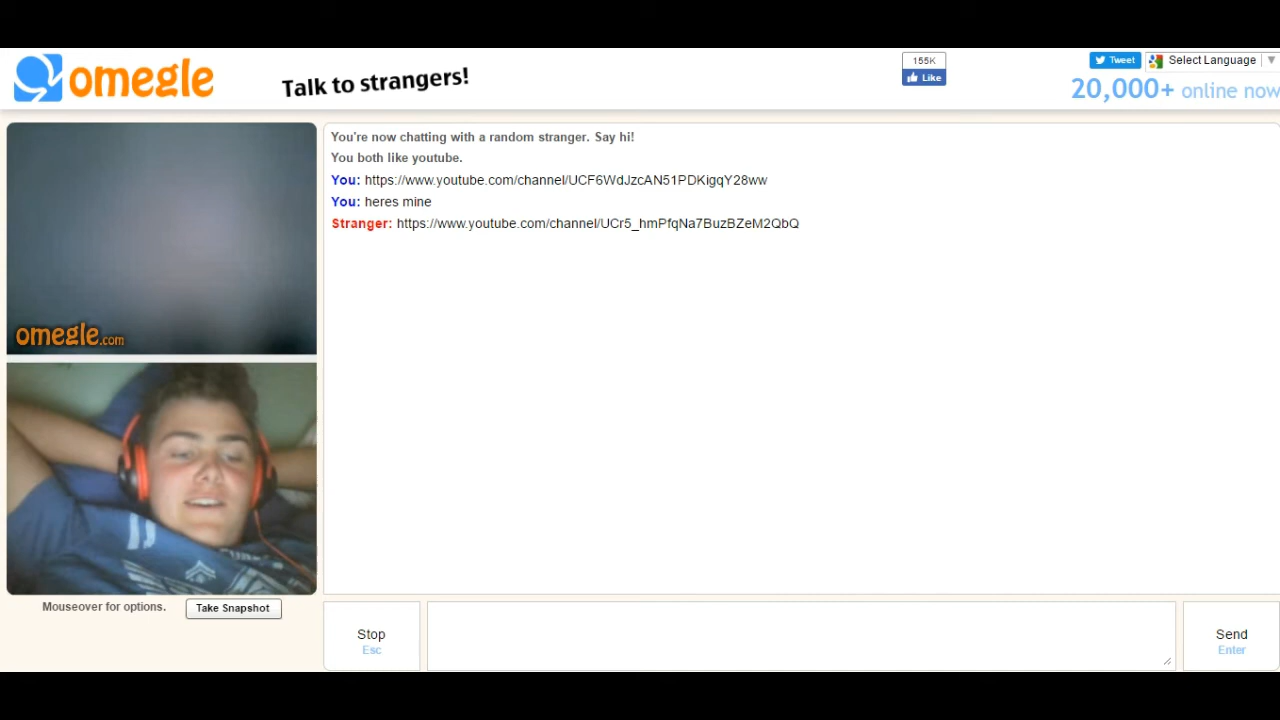 omegle
Talk to strangers!
155K
Like
Tweet
Select Language
20,000+ online now
You're now chatting with a random stranger. Say hi!
You both like youtube.
You: https://www.youtube.com/channel/UCF6WdJzcAN51PDKigqY28ww
You: heres mine
Stranger: https://www.youtube.com/channel/UCr5_hmPfqNa7BuzBZeM2QbQ
omegle.com
Mouseover for options.
Take Snapshot
Stop
Esc
Send
Enter